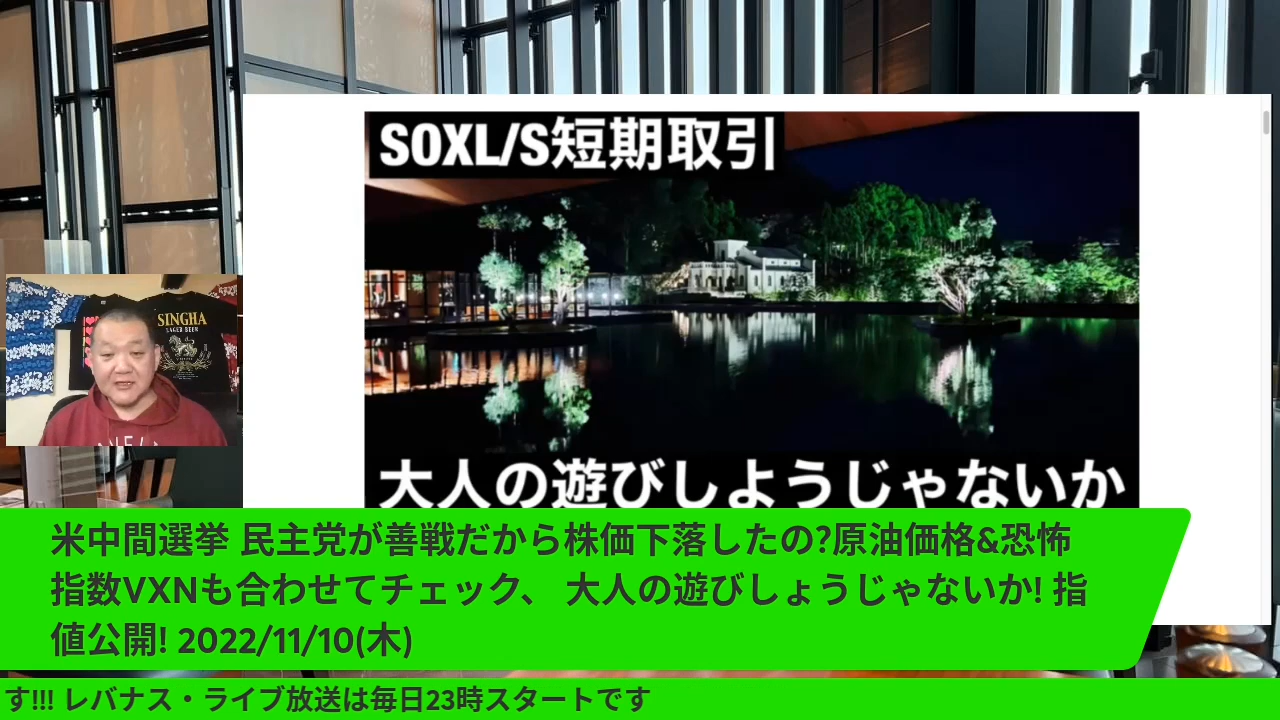 SOXL/S短期取引
SINGHA
LAGER BEER
大人の遊びしようじゃないか
米中間選挙 民主党が善戦だから株価下落したの?原油価格&恐怖
指数VXNも合わせてチェック、 大人の遊びしょうじゃないか! 指
値公開! 2022/11/10(木)
す!!! レバナス・ライブ放送は毎日23時スタートです